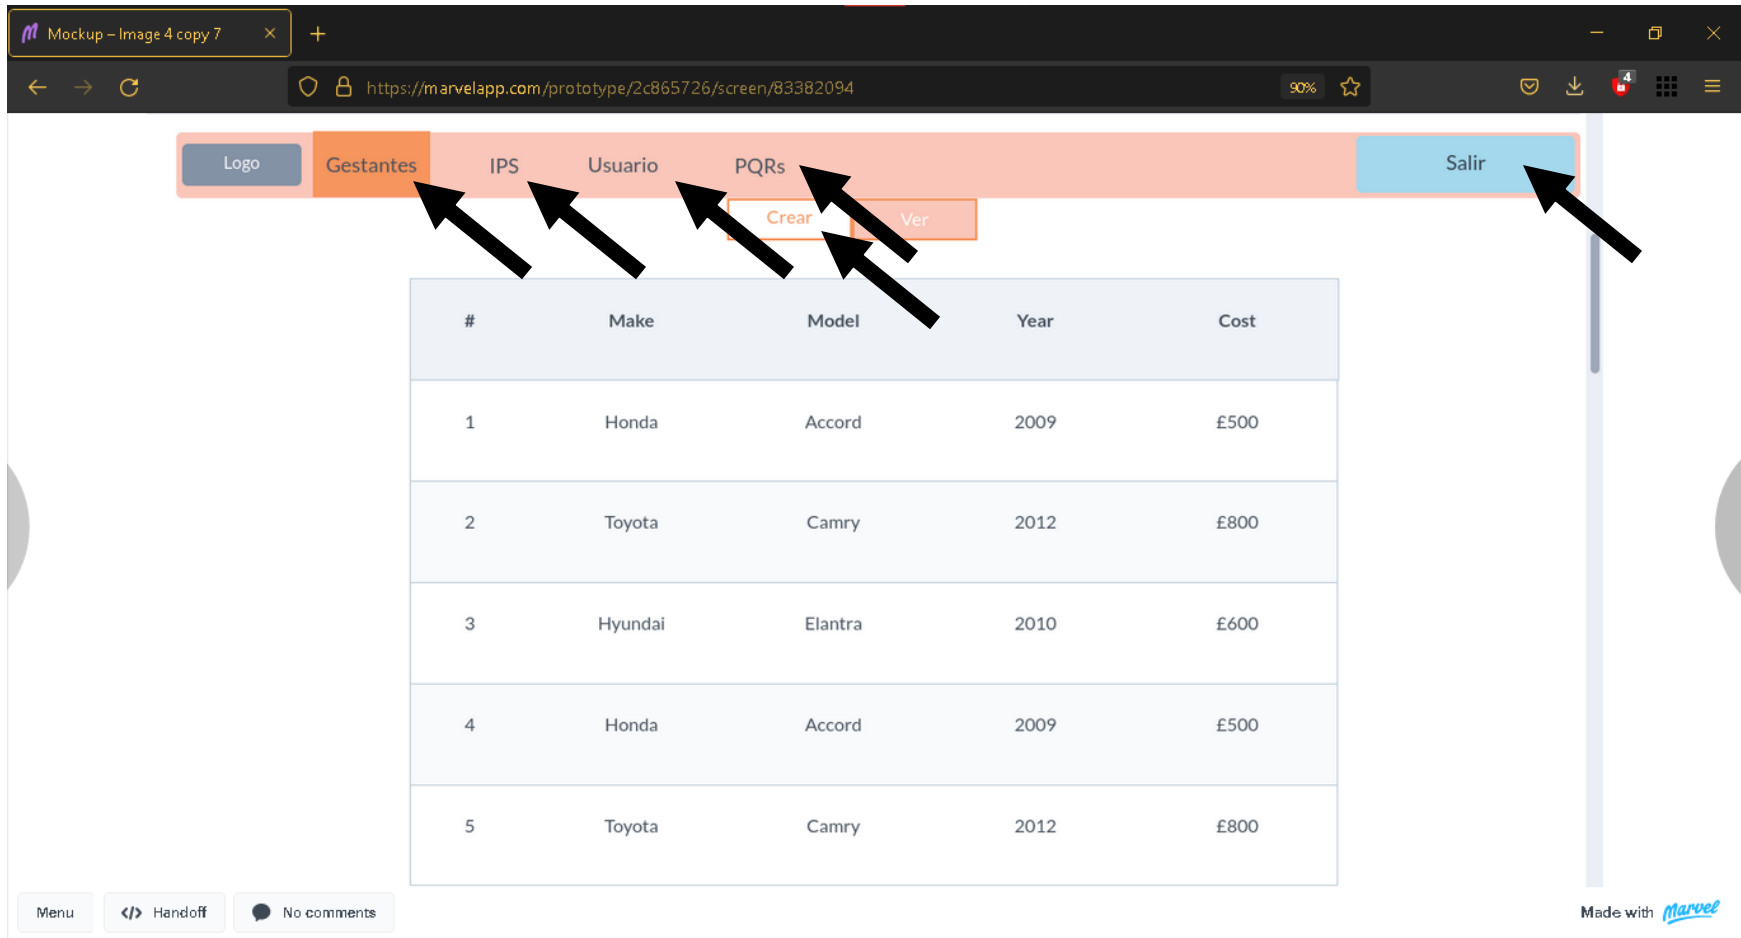 Mockup – Image 4 copy 7
https://marvelapp.com/prototype/2c865726/screen/83382094
90%
4
Logo
Gestantes
IPS
Usuario
PQRs
Salir
Crear
Ver
# Make Model Year Cost
1 Honda Accord 2009 £500
2 Toyota Camry 2012 £800
3 Hyundai Elantra 2010 £600
4 Honda Accord 2009 £500
5 Toyota Camry 2012 £800
Menu
</> Handoff
No comments
Made with Marvel